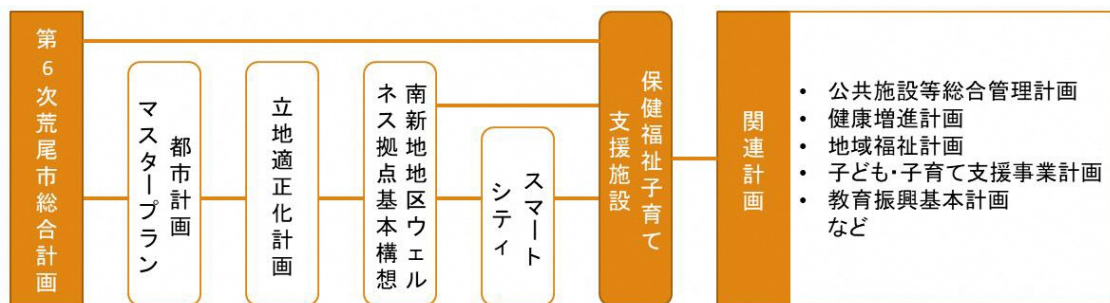 第６次荒尾市総合計画
都市計画
マスタープラン
立地適正化計画
南新地地区ウェル
ネス拠点基本構想
スマート
シティ
保健福祉子育て
支援施設
関連計画
• 公共施設等総合管理計画
• 健康増進計画
• 地域福祉計画
• 子ども・子育て支援事業計画
• 教育振興基本計画
など